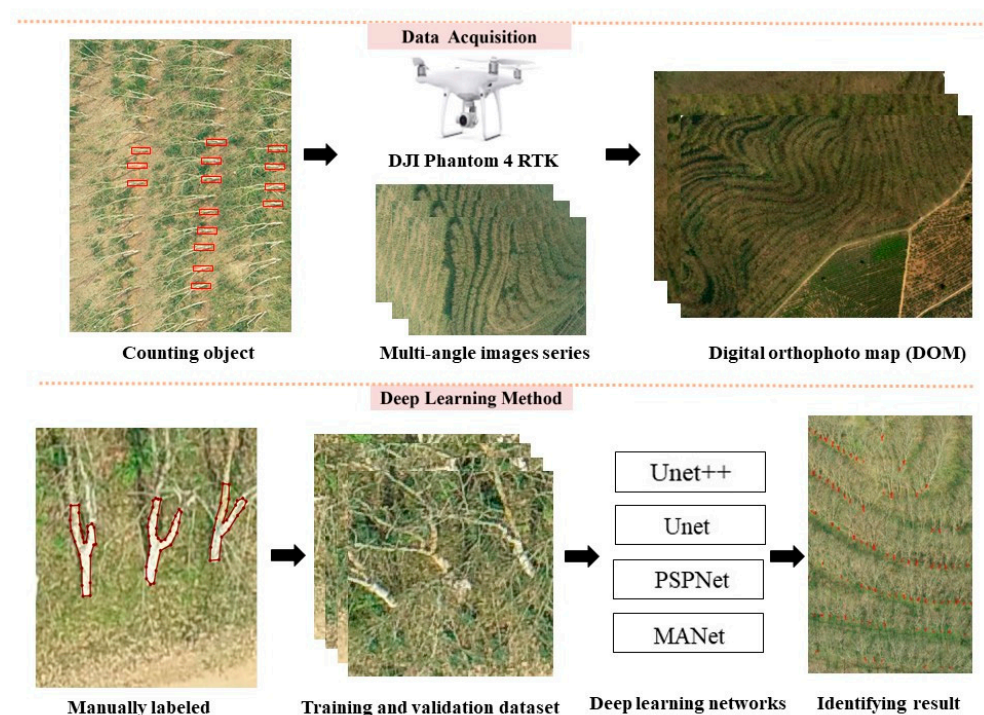 Data Acquisition
DJI Phantom 4 RTK
Counting object
Multi-angle images series
Digital orthophoto map (DOM)
Deep Learning Method
Unet++
Unet
PSPNet
MANet
Manually labeled
Training and validation dataset
Deep learning networks
Identifying result